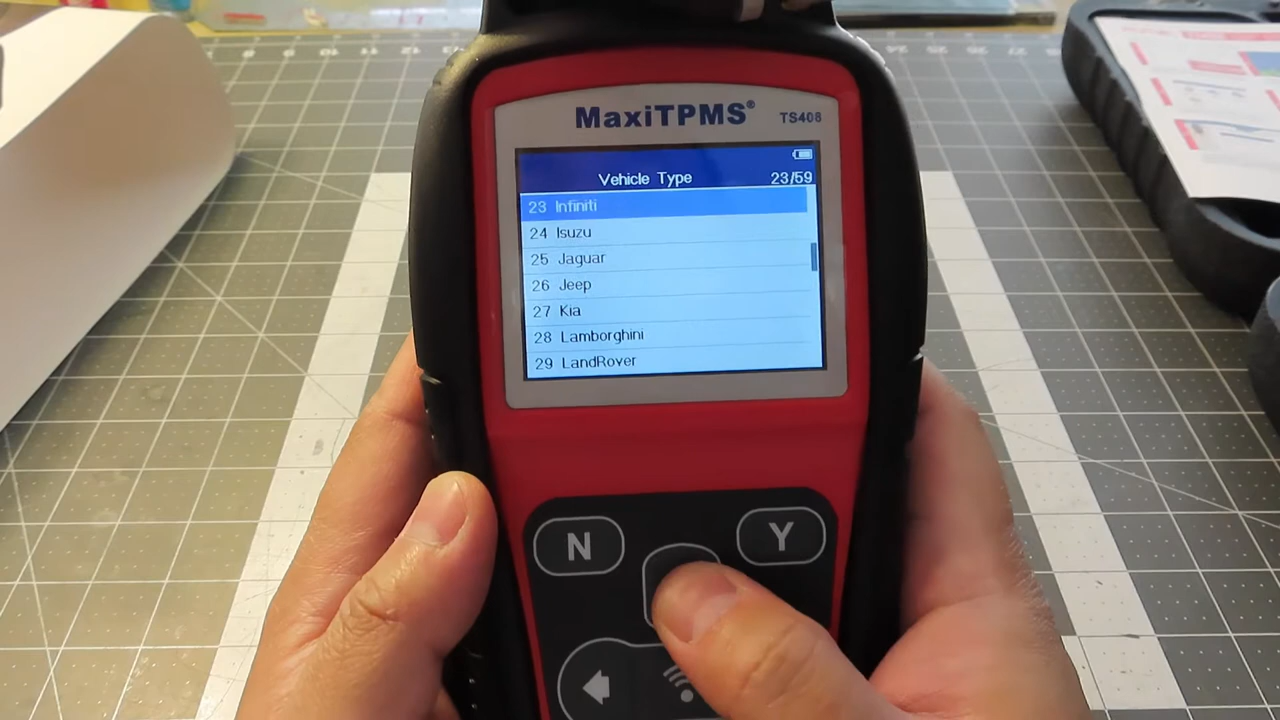 MaxiTPMS® TS408
Vehicle Type 23/59
23 Infiniti
24 Isuzu
25 Jaguar
26 Jeep
27 Kia
28 Lamborghini
29 LandRover
N
Y